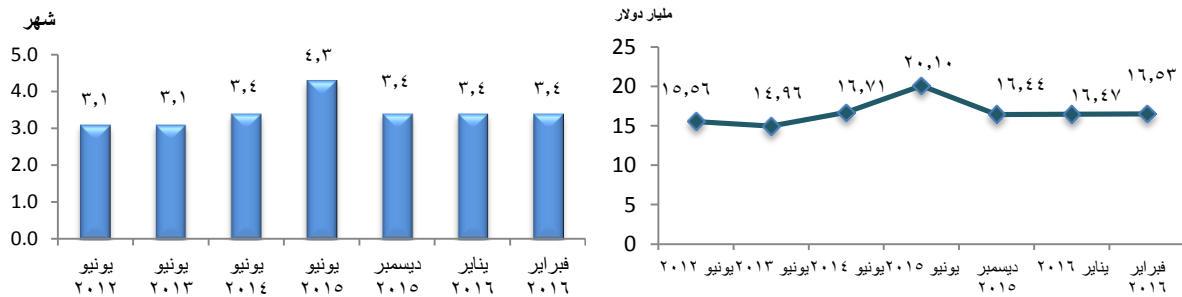 شهر
5.0
4.0
3.0
2.0
1.0
0.0
٣,١
٣,١
٣,٤
٤,٣
٣,٤
٣,٤
٣,٤
يونيو ٢٠١٢
يونيو ٢٠١٣
يونيو ٢٠١٤
يونيو ٢٠١٥
ديسمبر ٢٠١٥
يناير ٢٠١٦
فبراير ٢٠١٦
مليار دولار
25
20
15
10
5
0
١٥,٥٦
١٤,٩٦
١٦,٧١
٢٠,١٠
١٦,٤٤
١٦,٤٧
١٦,٥٣
يونيو ٢٠١٢
يونيو ٢٠١٣
يونيو ٢٠١٤
يونيو ٢٠١٥
ديسمبر ٢٠١٥
يناير ٢٠١٦
فبراير ٢٠١٦